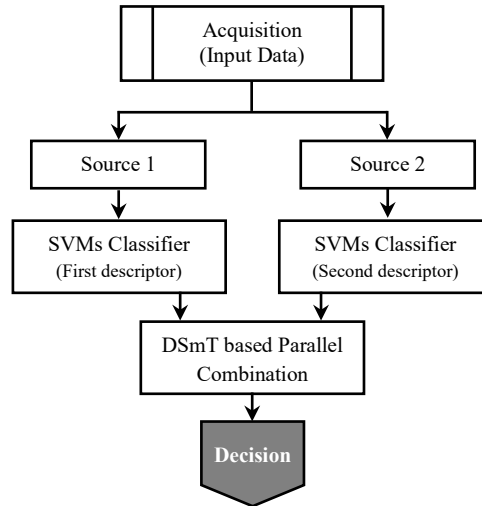 Acquisition
(Input Data)
Source 1
Source 2
SVMs Classifier
(First descriptor)
SVMs Classifier
(Second descriptor)
DSmT based Parallel
Combination
Decision